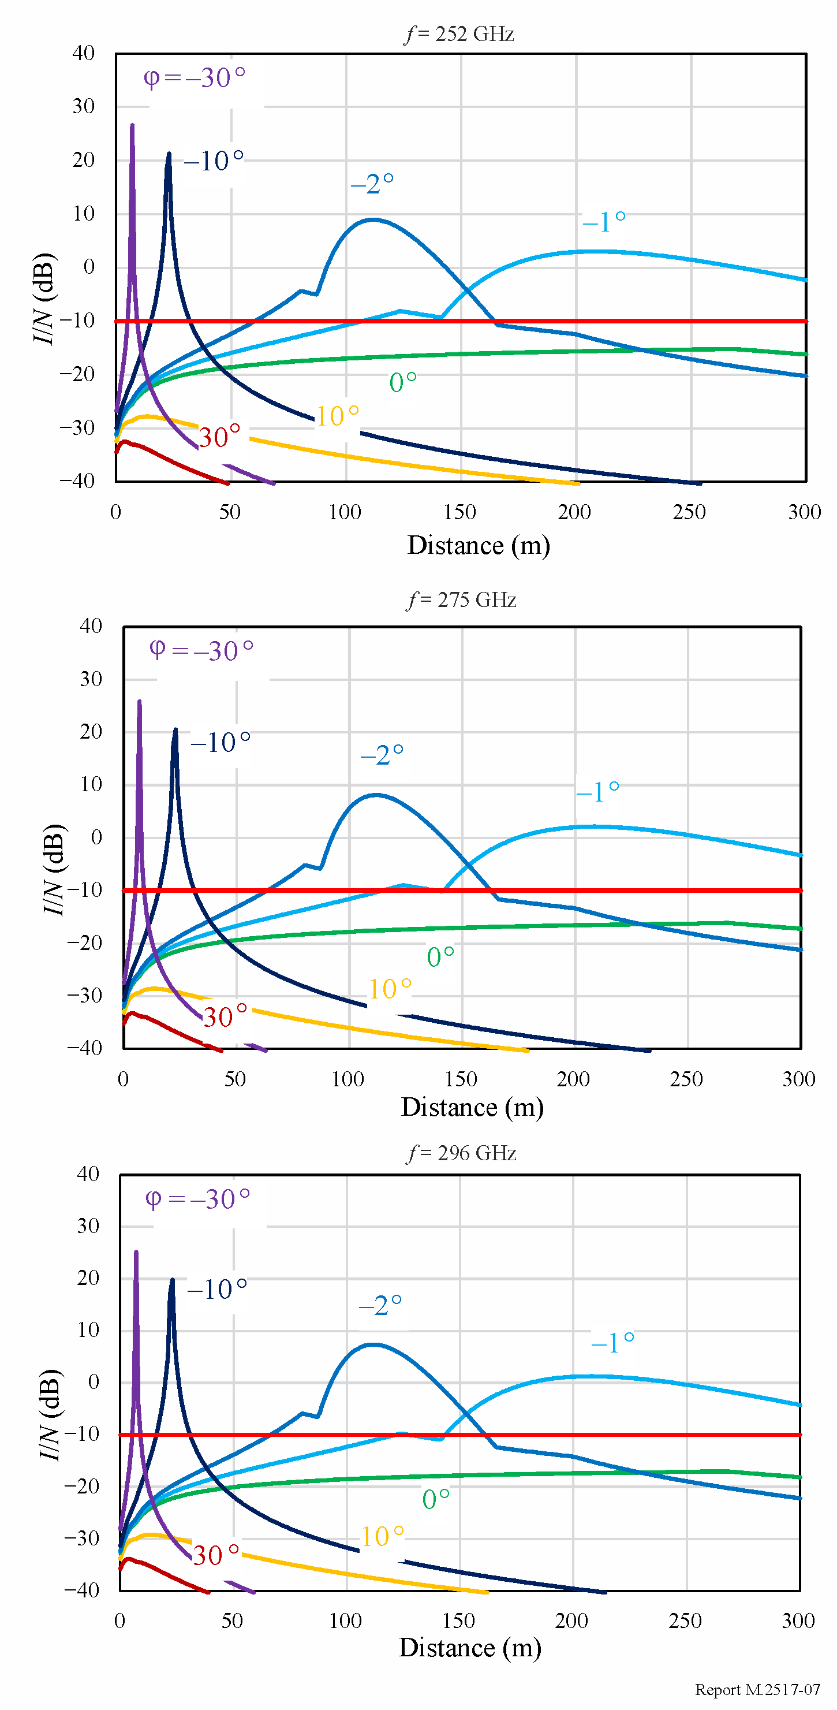 f = 252 GHz
40
φ = –30°
30
20
–10°
–2°
10
–1°
0
I/N (dB)
–10
–20
0°
–30
10°
30°
–40
0 50 100 150 200 250 300
Distance (m)
f = 275 GHz
40
φ = –30°
30
20
–10°
–2°
10
–1°
0
I/N (dB)
–10
–20
0°
–30
10°
30°
–40
0 50 100 150 200 250 300
Distance (m)
f = 296 GHz
40
φ = –30°
30
20
–10°
–2°
10
–1°
0
I/N (dB)
–10
–20
0°
–30
10°
30°
–40
0 50 100 150 200 250 300
Distance (m)
Report M.2517-07